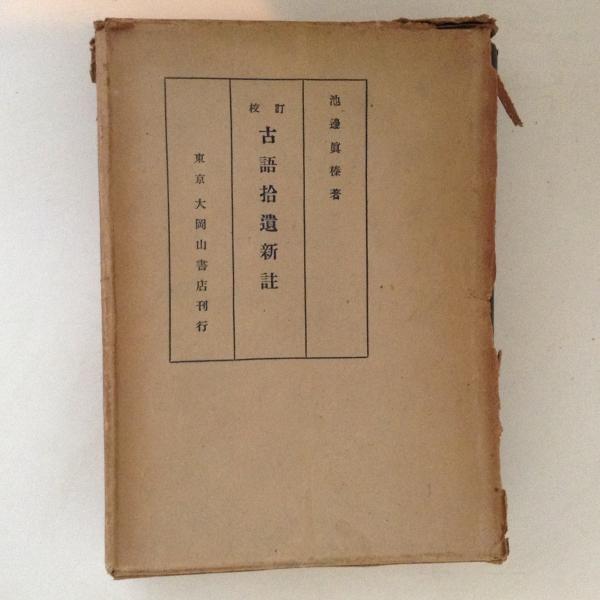 池邊眞榛著
訂校
古語拾遺新註
東京 大岡山書店刊行